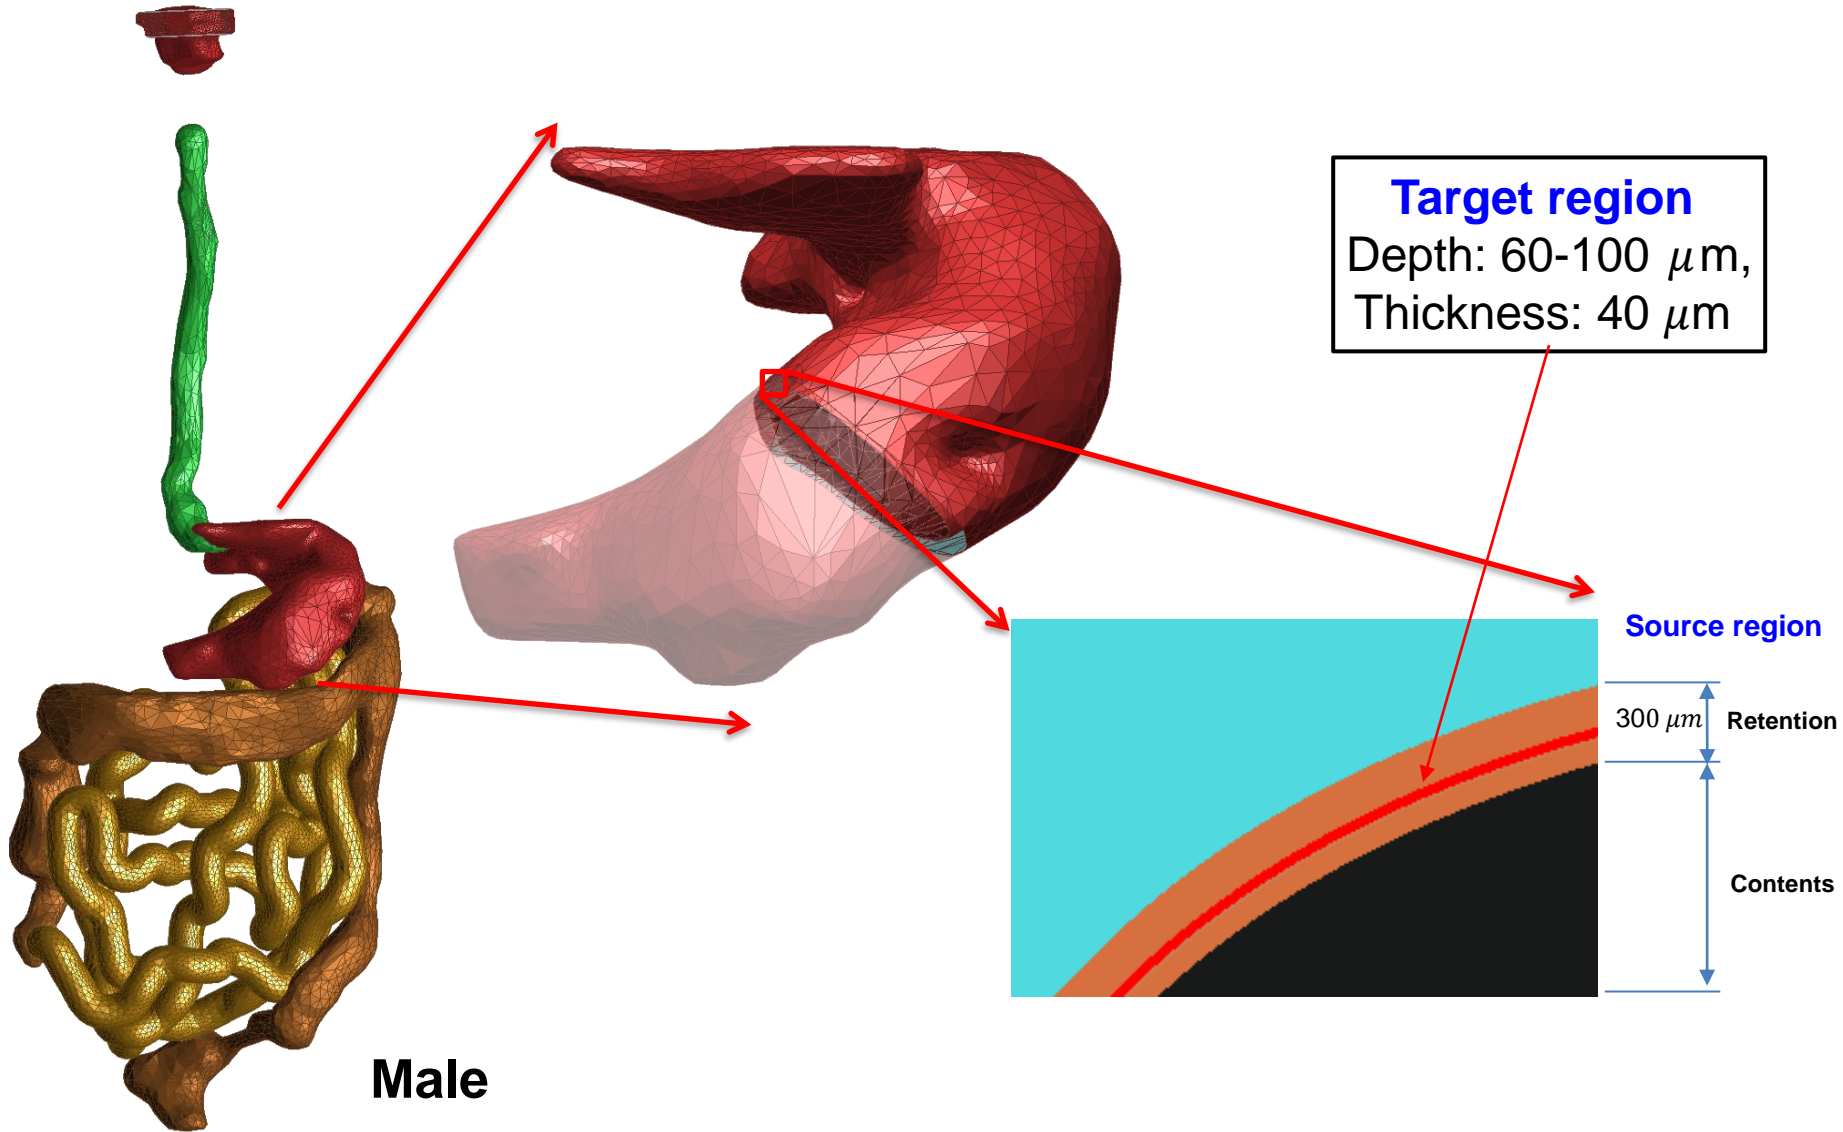 Target region
Depth: 60-100 μm,
Thickness: 40 μm
Source region
300 μm
Retention
Contents
Male